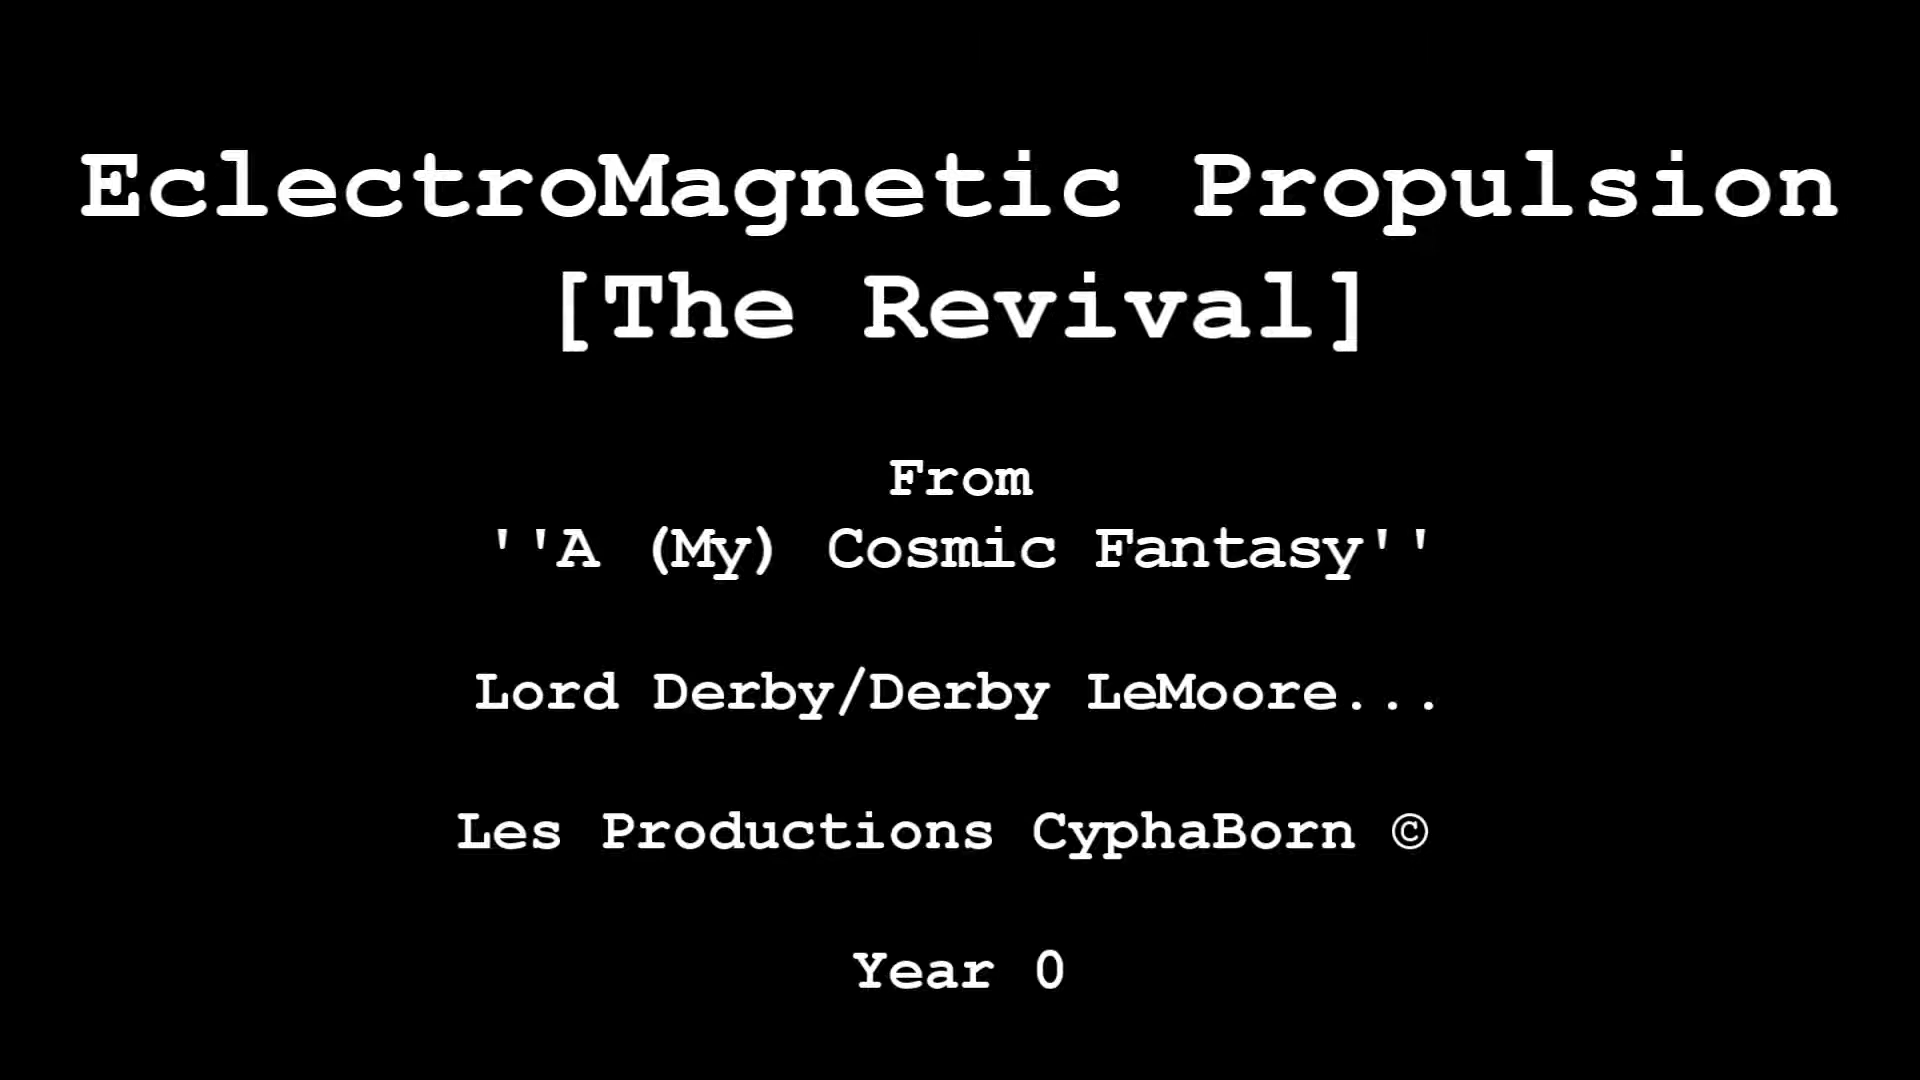 EclectroMagnetic Propulsion
[The Revival]
From
''A (My) Cosmic Fantasy''
Lord Derby/Derby LeMoore...
Les Productions CyphaBorn ©
Year 0